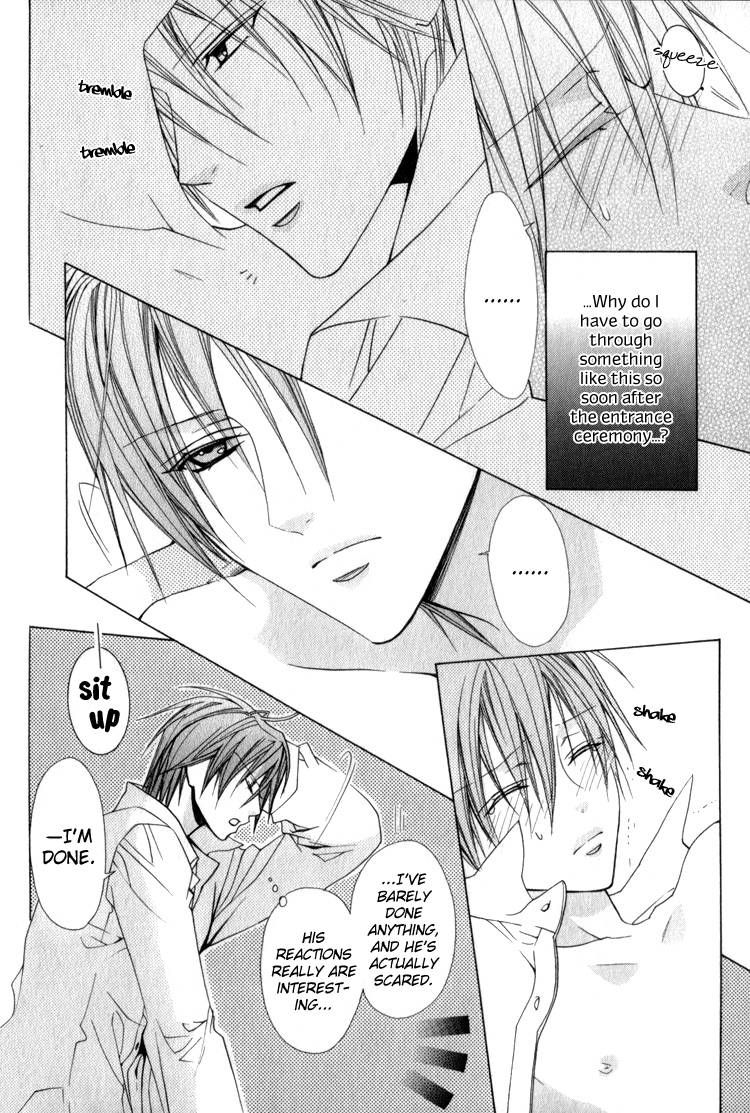 squeeze
tremble
tremble
......
...Why do I
have to go
through
something
like this so
soon after
the entrance
ceremony...?
......
shake
shake
sit
up
...I'VE
BARELY
DONE
ANYTHING,
AND HE'S
ACTUALLY
SCARED.
HIS
REACTIONS
REALLY ARE
INTEREST-
ING...
—I'M
DONE.